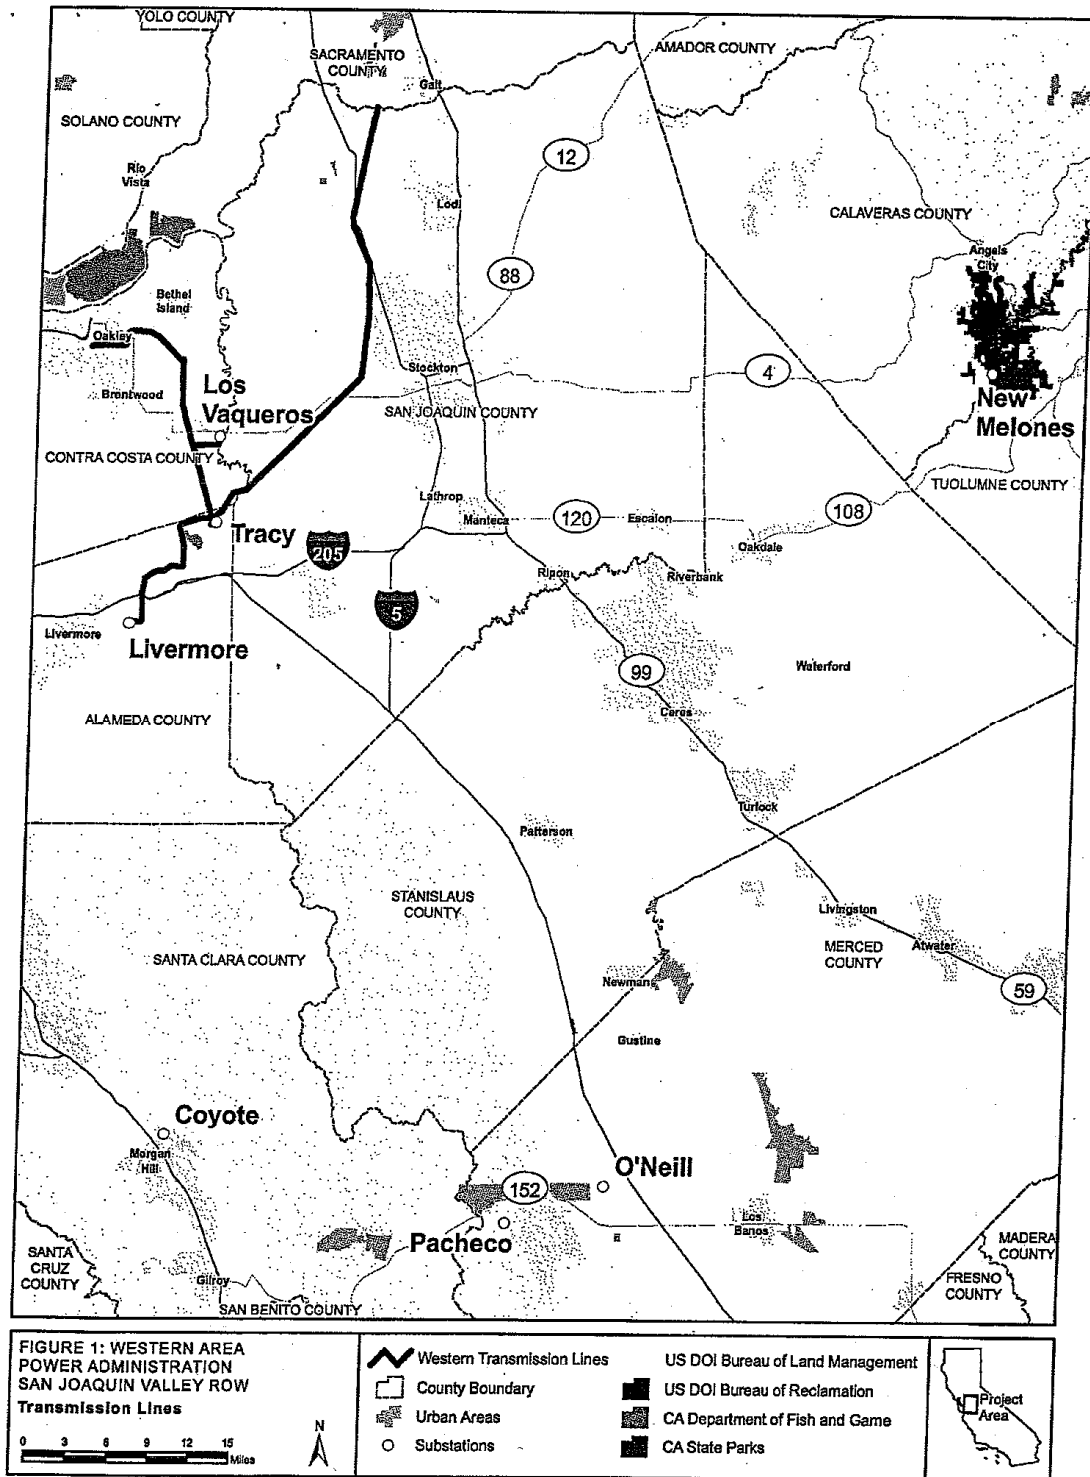 YOLO COUNTY
SACRAMENTO
COUNTY
AMADOR COUNTY
Galt
SOLANO COUNTY
12
Rio
Vista
Lodi
CALAVERAS COUNTY
Angels
City
88
Bethel
Island
Oakley
Stockton
4
Brentwood
Los
Vaqueros
SAN JOAQUIN COUNTY
New
Melones
CONTRA COSTA COUNTY
TUOLUMNE COUNTY
Lathrop
Manteca
120
Escalon
108
Tracy
205
Oakdale
Ripon
Riverbank
5
Livermore
Livermore
99
Waterford
Ceres
ALAMEDA COUNTY
Turlock
Patterson
STANISLAUS
COUNTY
Livingston
SANTA CLARA COUNTY
MERCED
COUNTY
Atwater
Newman
59
Gustine
Coyote
Morgan
Hill
O'Neill
152
Los
Banos
Pacheco
MADERA
COUNTY
SANTA
CRUZ
COUNTY
Gilroy
FRESNO
COUNTY
SAN BENITO COUNTY
FIGURE 1: WESTERN AREA
POWER ADMINISTRATION
SAN JOAQUIN VALLEY ROW
Transmission Lines
0 3 6 9 12 15
Miles
N
Western Transmission Lines
County Boundary
Urban Areas
Substations
US DOI Bureau of Land Management
US DOI Bureau of Reclamation
CA Department of Fish and Game
CA State Parks
Project
Area